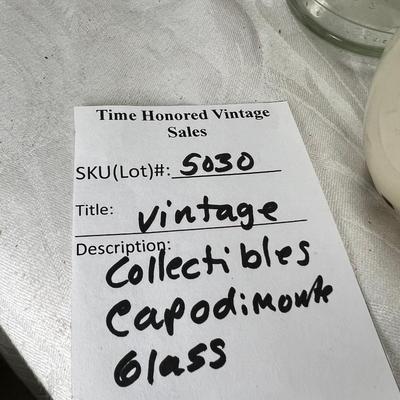 Time Honored Vintage
Sales
SKU(Lot)#: 5030
Title: Vintage
Description:
Collectibles
Capodimonte
Glass